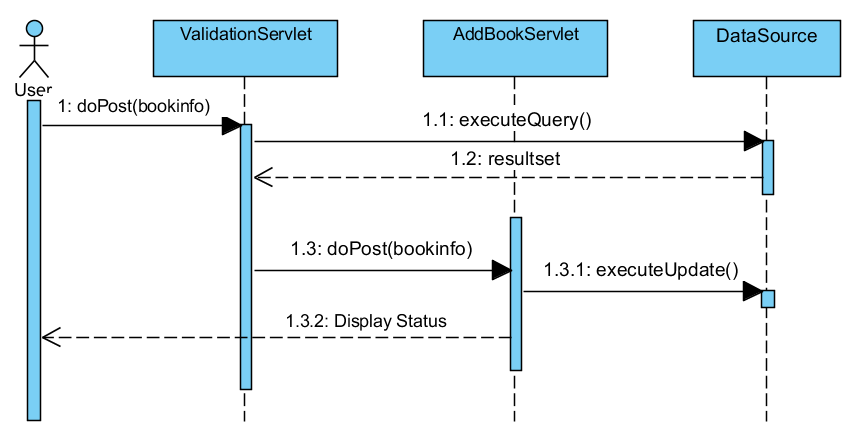 ValidationServlet
AddBookServlet
DataSource
User
1: doPost(bookinfo)
1.1: executeQuery()
1.2: resultset
1.3: doPost(bookinfo)
1.3.1: executeUpdate()
1.3.2: Display Status